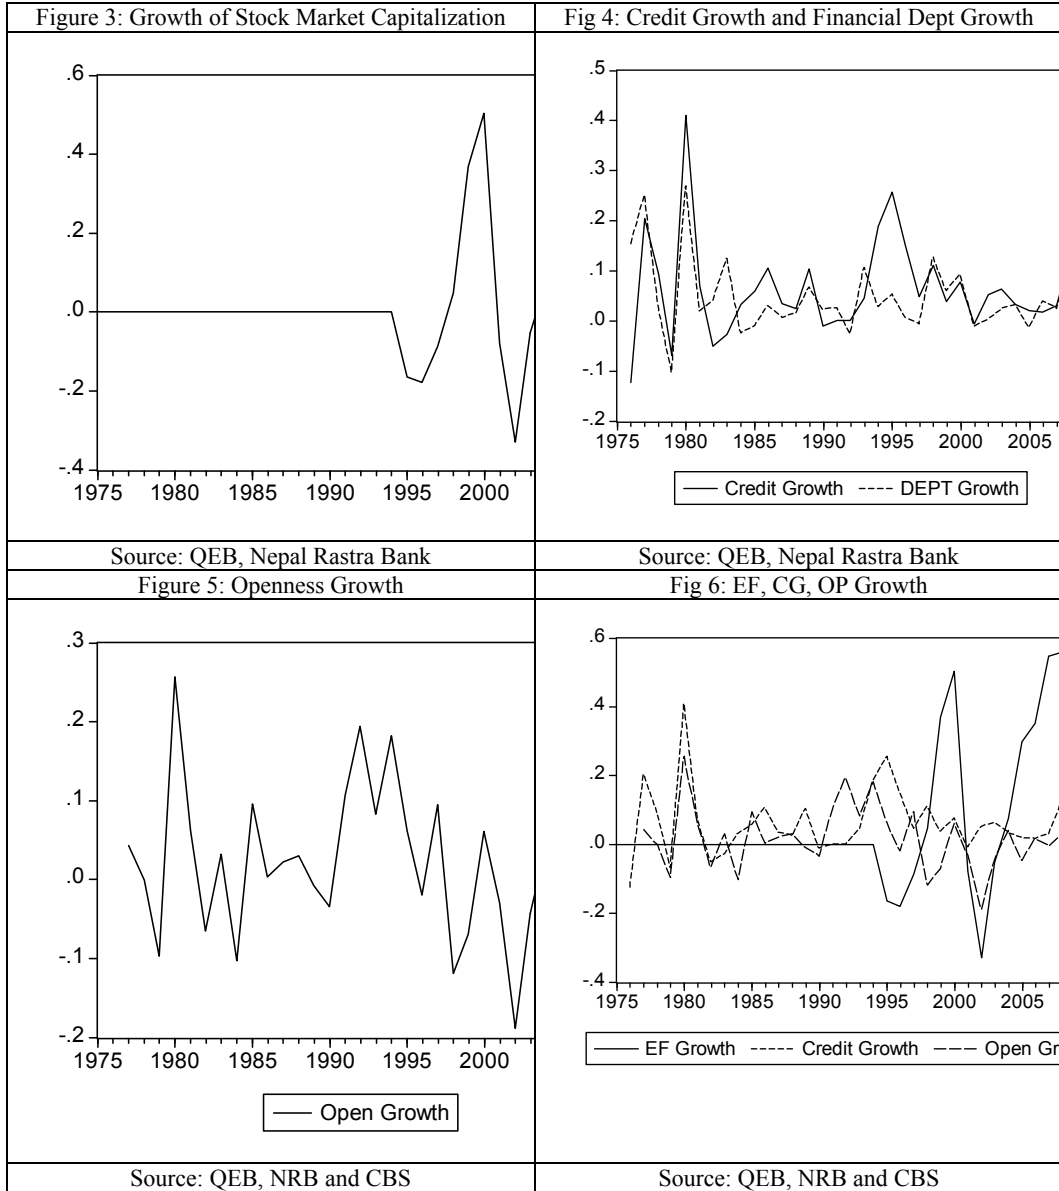 Figure 3: Growth of Stock Market Capitalization
.6
.4
.2
.0
-.2
-.4
1975 1980 1985 1990 1995 2000
Source: QEB, Nepal Rastra Bank
Fig 4: Credit Growth and Financial Dept Growth
.5
.4
.3
.2
.1
.0
-.1
-.2
1975 1980 1985 1990 1995 2000 2005
Credit Growth DEPT Growth
Source: QEB, Nepal Rastra Bank
Figure 5: Openness Growth
.3
.2
.1
.0
-.1
-.2
1975 1980 1985 1990 1995 2000
Open Growth
Source: QEB, NRB and CBS
Fig 6: EF, CG, OP Growth
.6
.4
.2
.0
-.2
-.4
1975 1980 1985 1990 1995 2000 2005
EF Growth Credit Growth Open Gr
Source: QEB, NRB and CBS